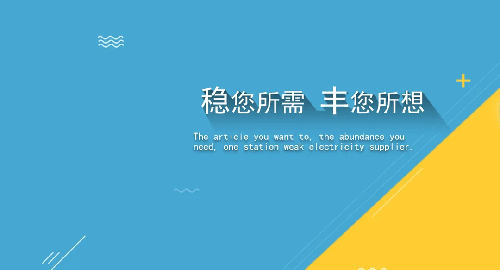 稳您所需 丰您所想
The art cle you want to, the abundance you
need, one station weak electricity supplier.